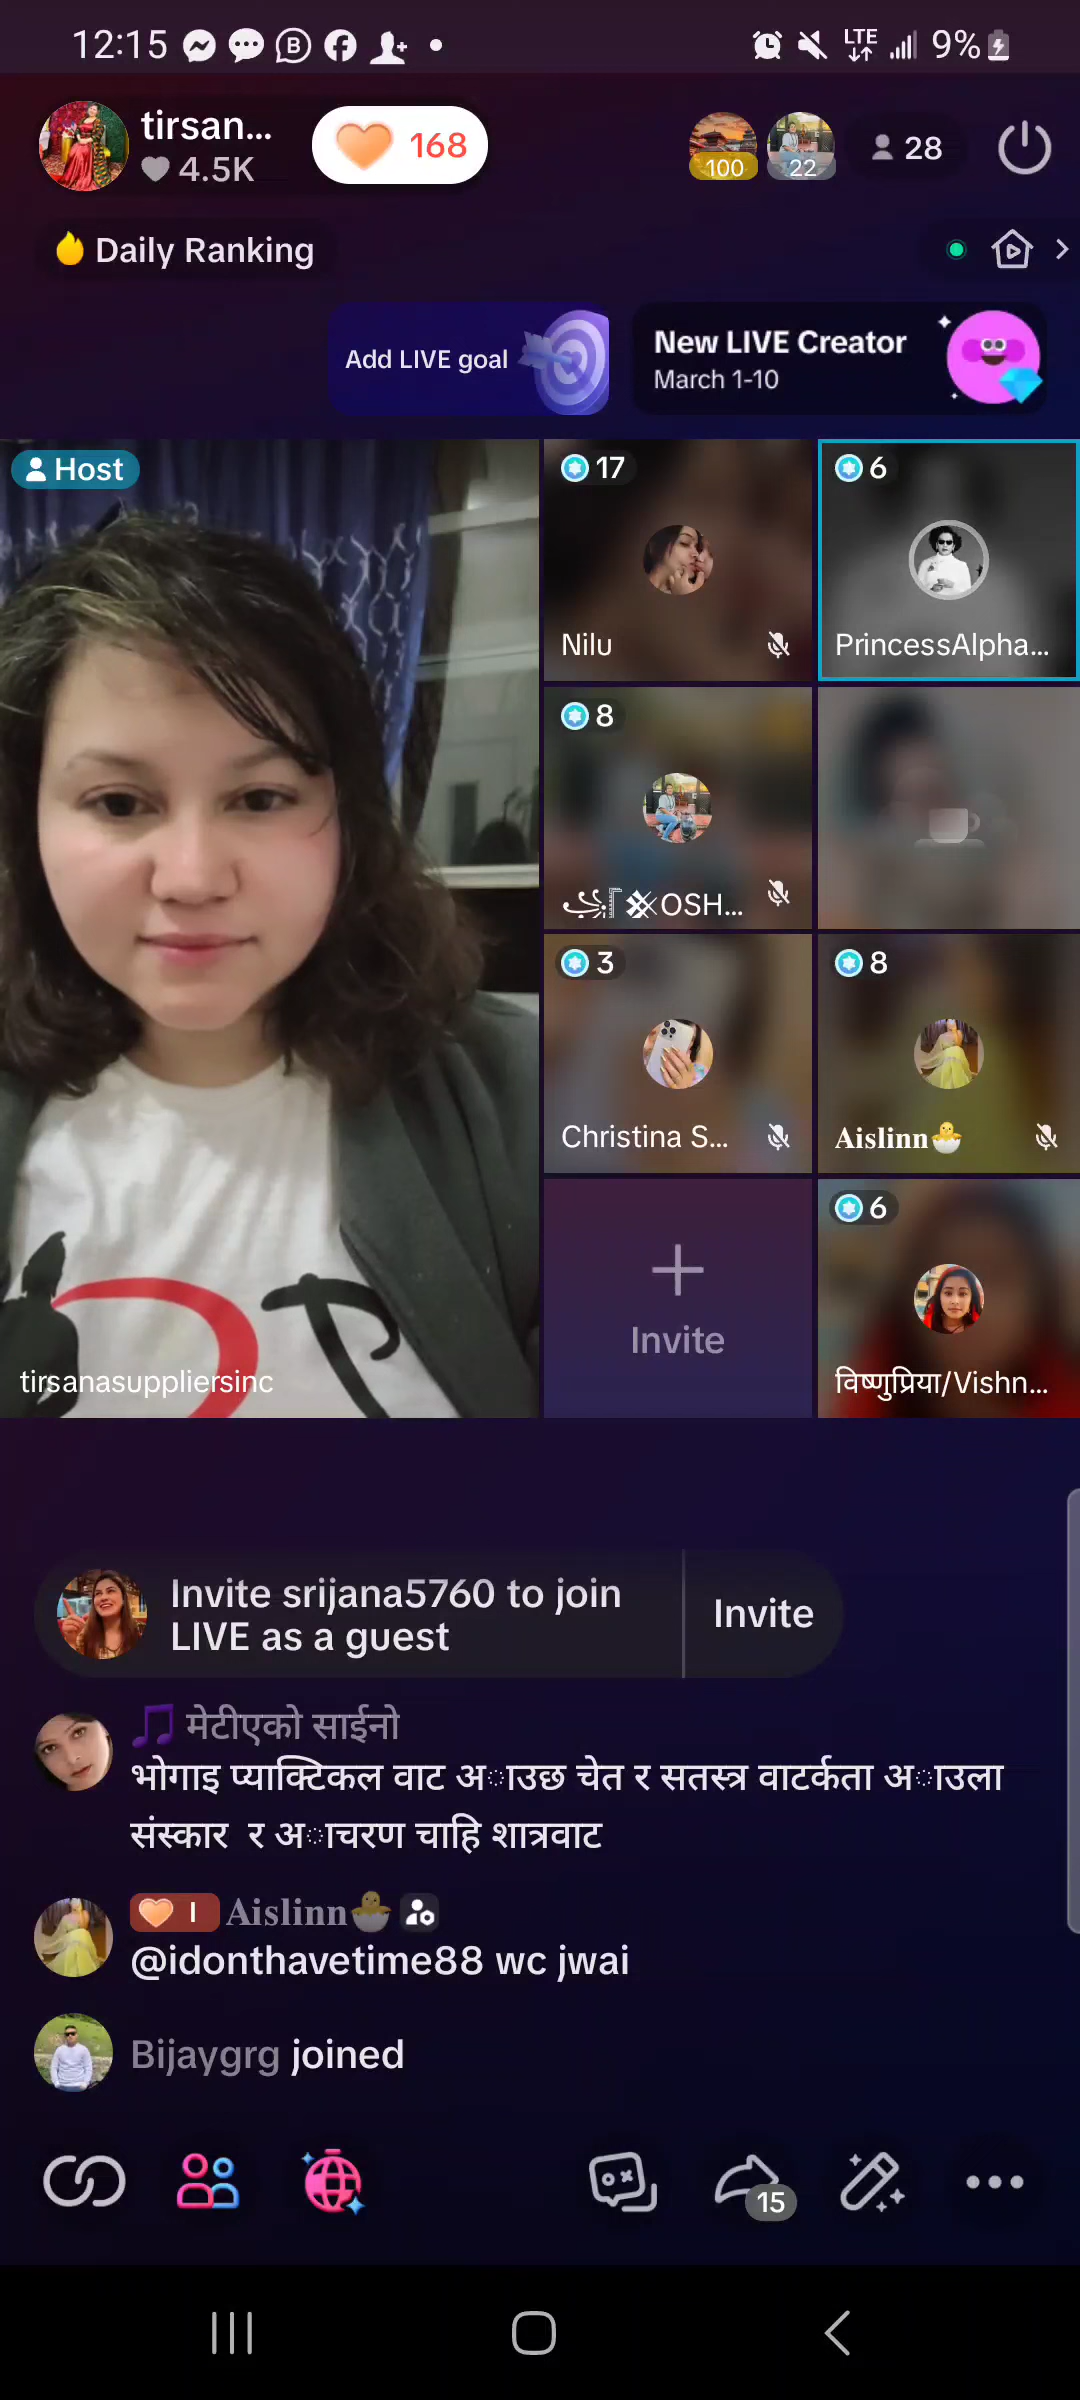 12:15
LTE 9%
tirsan...
4.5K
168
100
22
28
Daily Ranking
Add LIVE goal
New LIVE Creator
March 1-10
Host
17
6
Nilu
PrincessAlpha...
8
OSH...
3
8
Christina S...
Aislinn🐣
6
Invite
tirsanasuppliersinc
विष्णुप्रिया/Vishn...
Invite srijana5760 to join
LIVE as a guest
Invite
🎵 मेटीएको साईनो
भोगाइ प्याक्टिकल वाट अाउछ चेत र सतस्त्र वाटर्कता अाउला
संस्कार र अाचरण चाहि शात्रवाट
I Aislinn🐣
@idonthavetime88 wc jwai
Bijaygrg joined
15